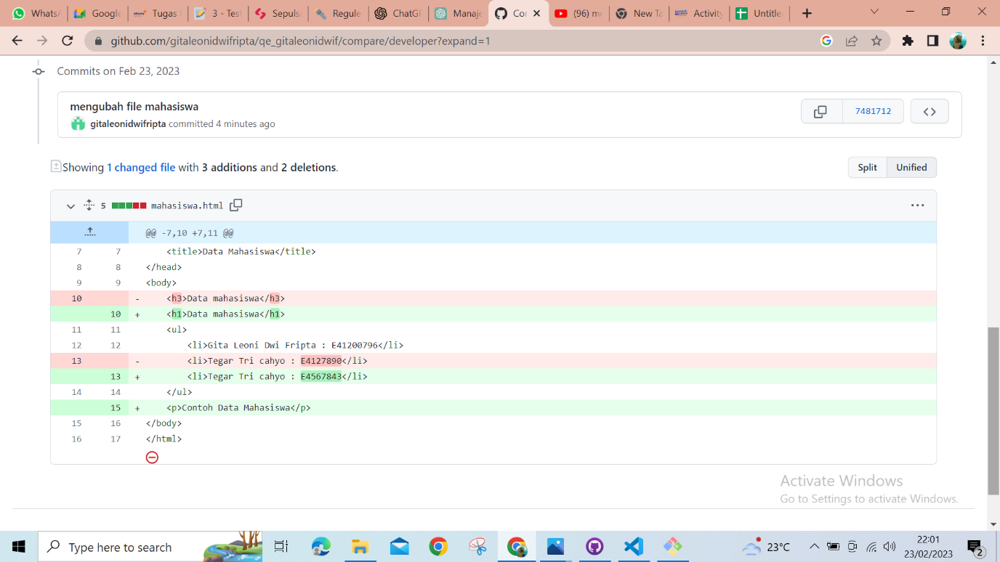 WhatsA
Google
Tugas
3 - Test
Sepuls
Regule
ChatGP
Manaje
Cor
(96) me
New Ta
Activity
Untitle
github.com/gitaleonidwifripta/qe_gitaleonidwif/compare/developer?expand=1
Commits on Feb 23, 2023
mengubah file mahasiswa
gitaleonidwifripta committed 4 minutes ago
7481712
Showing 1 changed file with 3 additions and 2 deletions.
Split Unified
5 mahasiswa.html
@@ -7,10 +7,11 @@
7 7 <title>Data Mahasiswa</title>
8 8 </head>
9 9 <body>
10 - <h3>Data mahasiswa</h3>
10 + <h1>Data mahasiswa</h1>
11 11 <ul>
12 12 <li>Gita Leoni Dwi Fripta : E41200796</li>
13 - <li>Tegar Tri cahyo : E4127890</li>
13 + <li>Tegar Tri cahyo : E4567843</li>
14 14 </ul>
15 + <p>Contoh Data Mahasiswa</p>
15 16 </body>
16 17 </html>
Activate Windows
Go to Settings to activate Windows.
Type here to search
23°C
22:01
23/02/2023
2